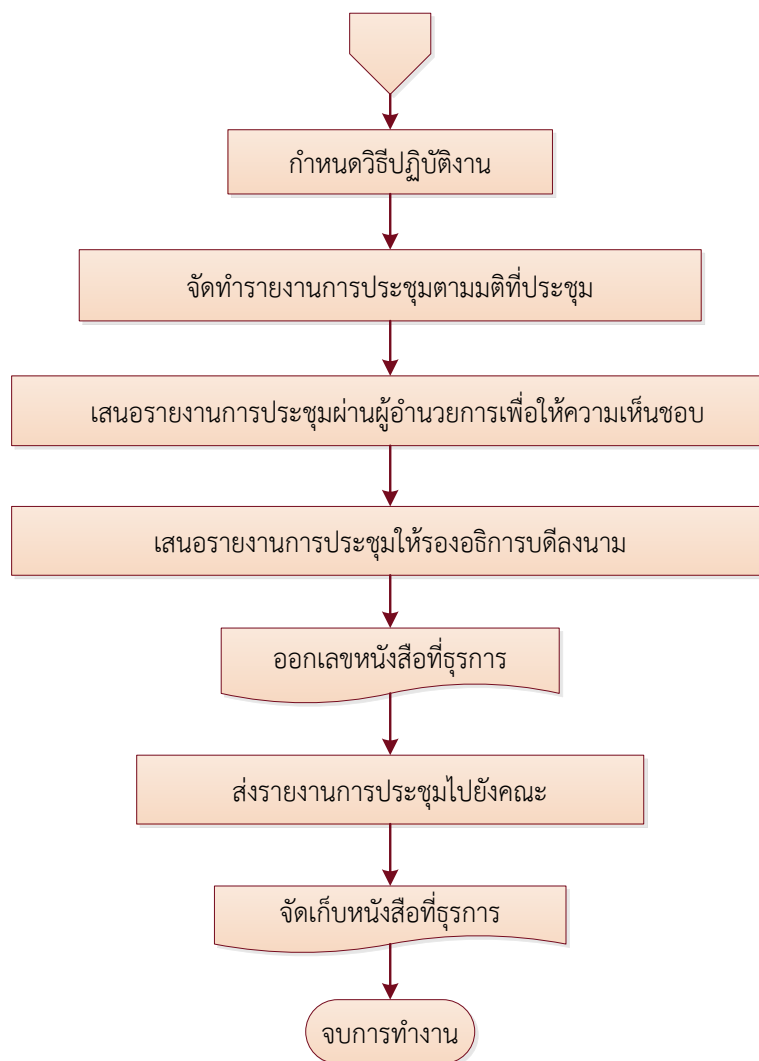 กำหนดวิธีปฏิบัติงาน
จัดทำรายงานการประชุมตามมติที่ประชุม
เสนอรายงานการประชุมผ่านผู้อำนวยการเพื่อให้ความเห็นชอบ
เสนอรายงานการประชุมให้รองอธิการบดีลงนาม
ออกเลขหนังสือที่ธุรการ
ส่งรายงานการประชุมไปยังคณะ
จัดเก็บหนังสือที่ธุรการ
จบการทำงาน